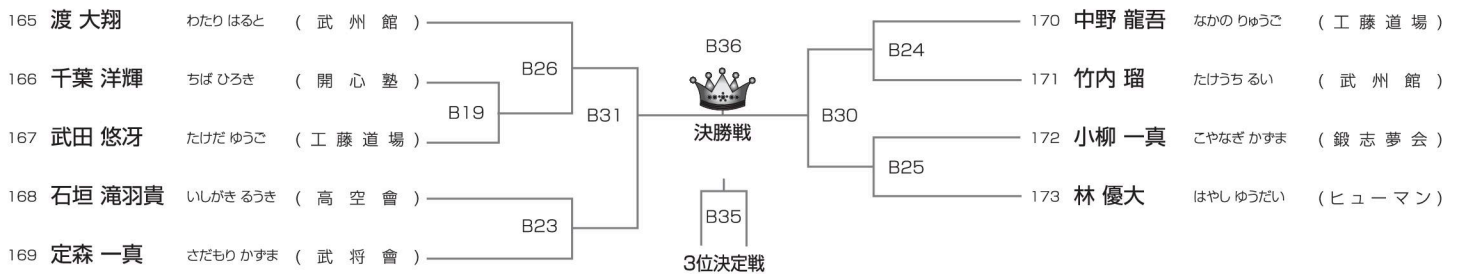 165 渡 大翔 わたり はると (武州館)
166 千葉 洋輝 ちば ひろき (開心塾)
167 武田 悠冴 たけだ ゆうご (工藤道場)
168 石垣 滝羽貴 いしがき るうき (高空會)
169 定森 一真 さだもり かずま (武将會)
B19
B26
B23
B31
B36
決勝戦
B35
3位決定戦
B30
B24
B25
170 中野 龍吾 なかの りゅうご (工藤道場)
171 竹内 瑠 たけうち るい (武州館)
172 小柳 一真 こやなぎ かずま (鍛志夢会)
173 林 優大 はやし ゆうだい (ヒューマン)